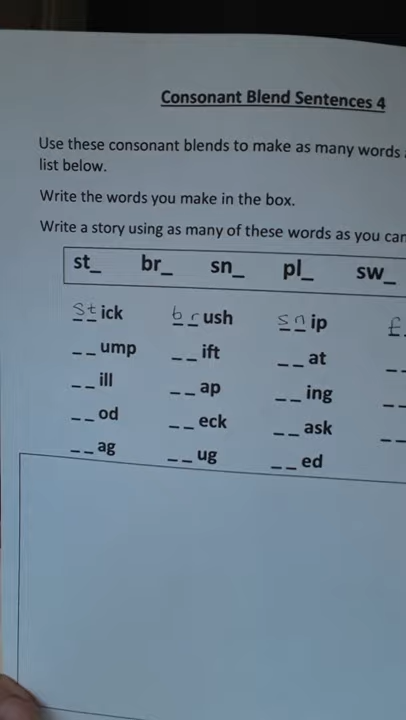 Consonant Blend Sentences 4
Use these consonant blends to make as many words
list below.
Write the words you make in the box.
Write a story using as many of these words as you can
st_ br_ sn_ pl_ sw_
stick brush snip f
__ump __ift __at
__ill __ap __ing
__od __eck __ask
__ag __ug __ed